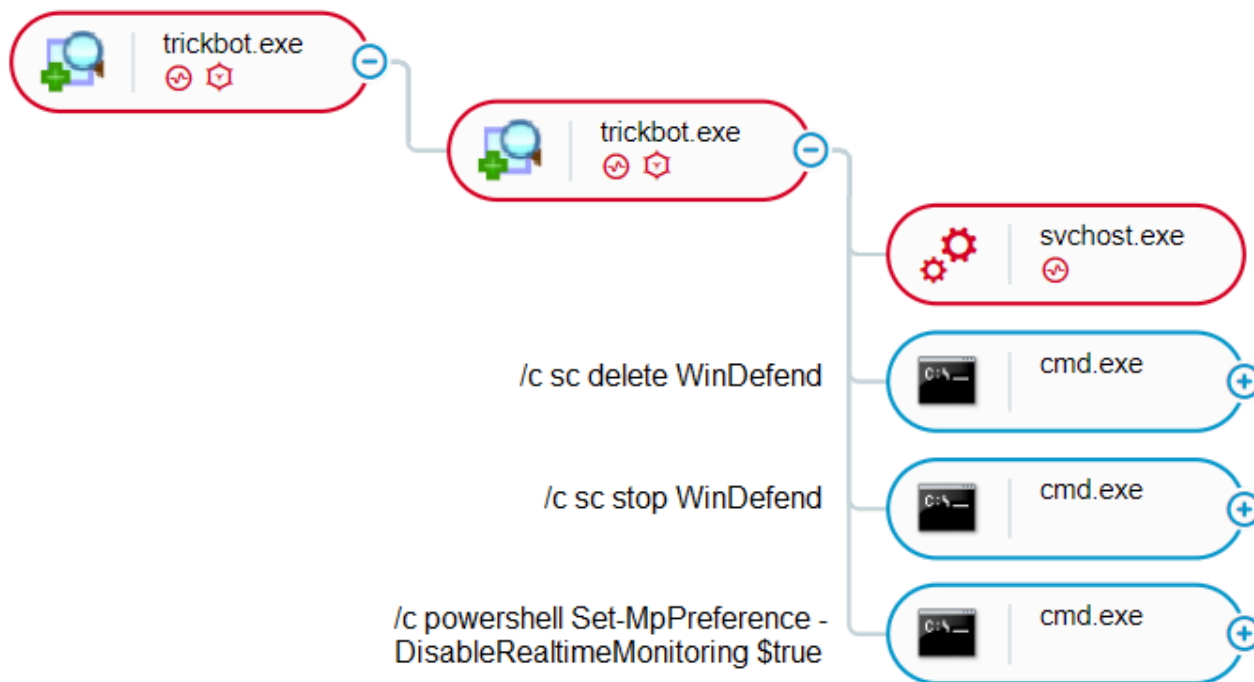 trickbot.exe
trickbot.exe
svchost.exe
/c sc delete WinDefend
cmd.exe
/c sc stop WinDefend
cmd.exe
/c powershell Set-MpPreference -
DisableRealtimeMonitoring $true
cmd.exe